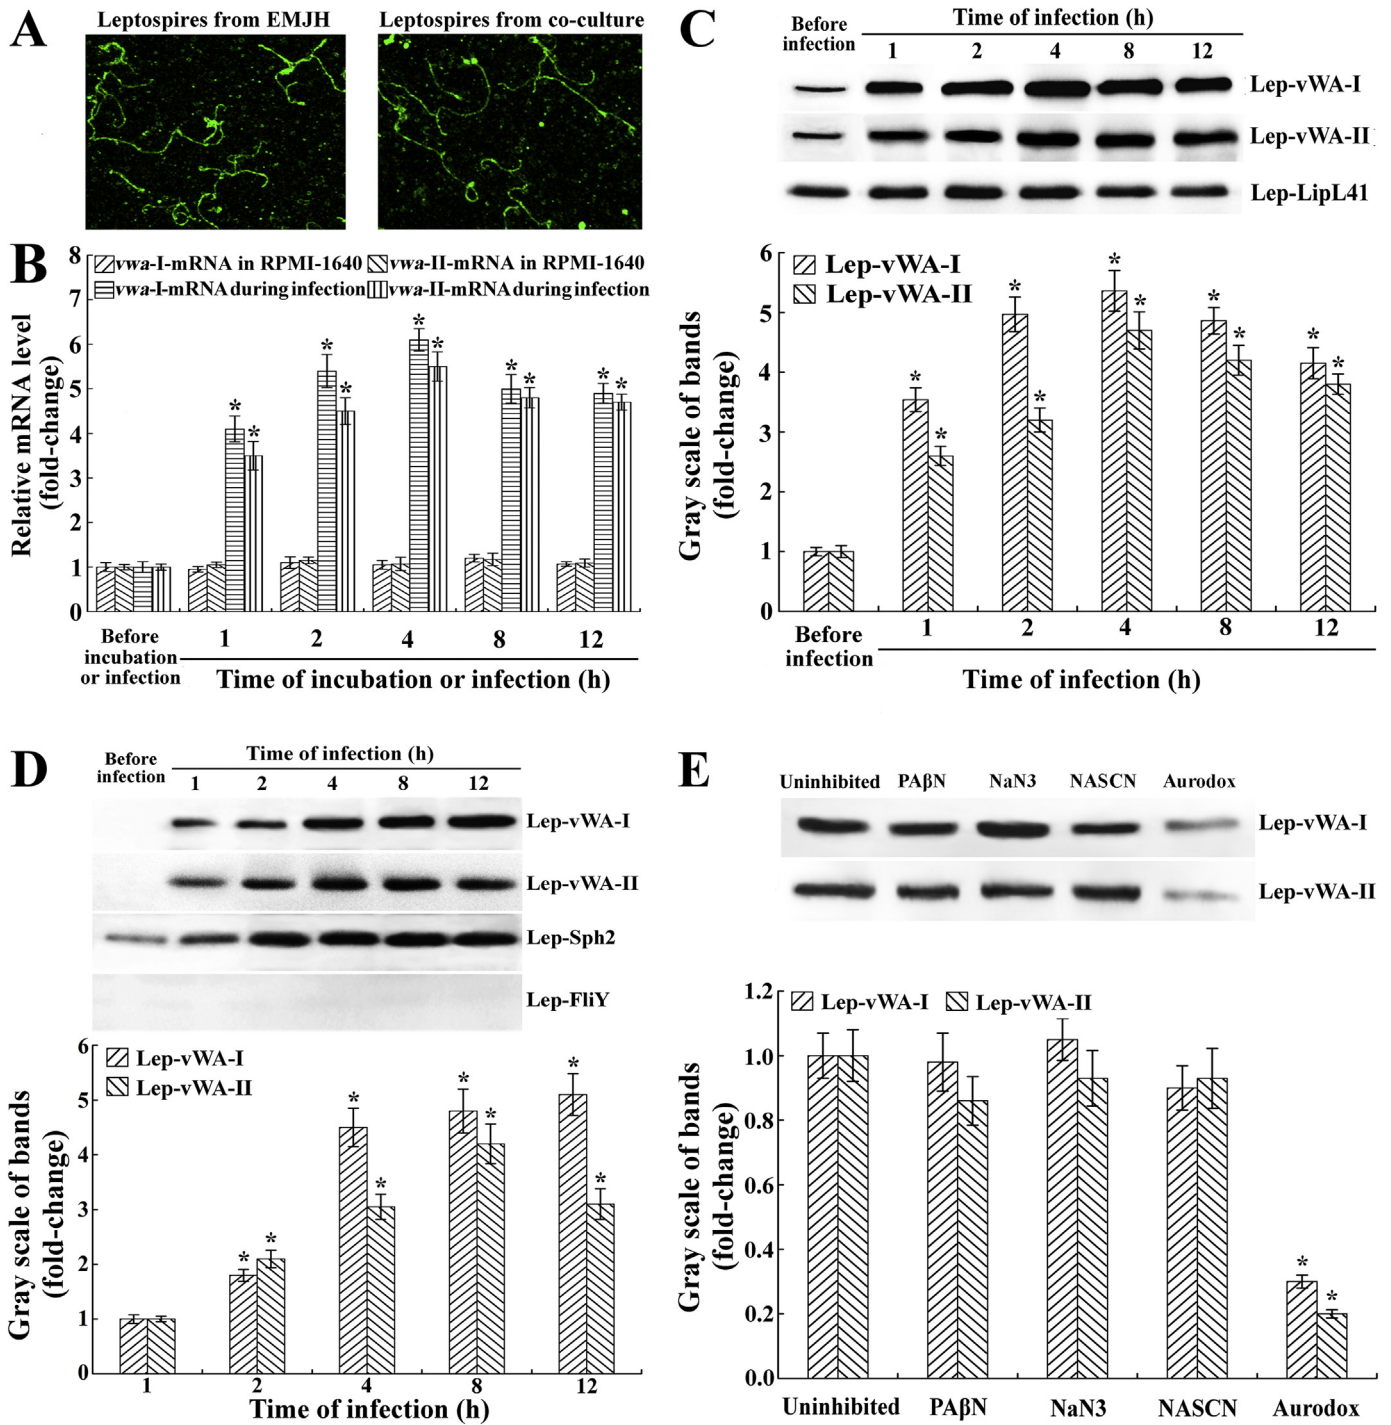 A
Leptospires from EMJH
Leptospires from co-culture
B
8
7
6
5
4
3
2
1
0
Relative mRNA level
(fold-change)
vwa-I-mRNA in RPMI-1640
vwa-II-mRNA in RPMI-1640
vwa-I-mRNA during infection
vwa-II-mRNA during infection
* * * * * * * * * *
Before
incubation
or infection
1 2 4 8 12
Time of incubation or infection (h)
C
Before
infection
Time of infection (h)
1 2 4 8 12
Lep-vWA-I
Lep-vWA-II
Lep-LipL41
6
5
4
3
2
1
0
Gray scale of bands
(fold-change)
Lep-vWA-I
Lep-vWA-II
* * * * * * * * * *
Before
infection
1 2 4 8 12
Time of infection (h)
D
Before
infection
Time of infection (h)
1 2 4 8 12
Lep-vWA-I
Lep-vWA-II
Lep-Sph2
Lep-FliY
6
5
4
3
2
1
0
Gray scale of bands
(fold-change)
Lep-vWA-I
Lep-vWA-II
* * * * * * * *
1 2 4 8 12
Time of infection (h)
E
Uninhibited PAβN NaN3 NASCN Aurodox
Lep-vWA-I
Lep-vWA-II
1.2
1.0
0.8
0.6
0.4
0.2
0.0
Gray scale of bands
(fold-change)
Lep-vWA-I Lep-vWA-II
* *
Uninhibited PAβN NaN3 NASCN Aurodox